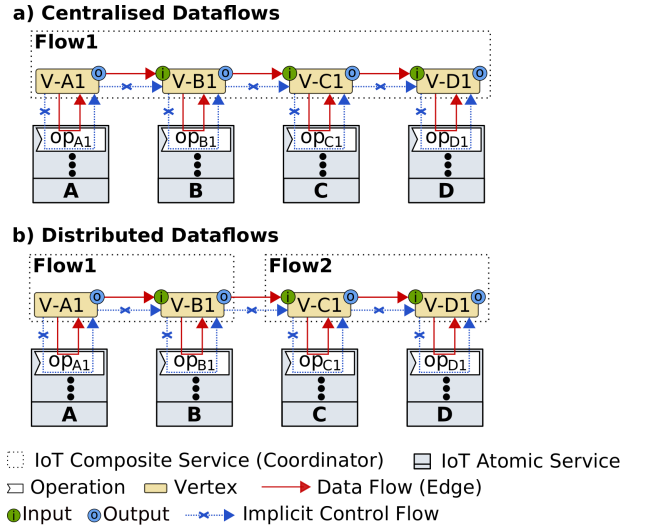 a) Centralised Dataflows
Flow1
V-A1 o i V-B1 o i V-C1 o i V-D1 o
opA1 opB1 opC1 opD1
A B C D
b) Distributed Dataflows
Flow1 Flow2
V-A1 o i V-B1 o i V-C1 o i V-D1 o
opA1 opB1 opC1 opD1
A B C D
IoT Composite Service (Coordinator) IoT Atomic Service
Operation Vertex Data Flow (Edge)
i Input o Output Implicit Control Flow